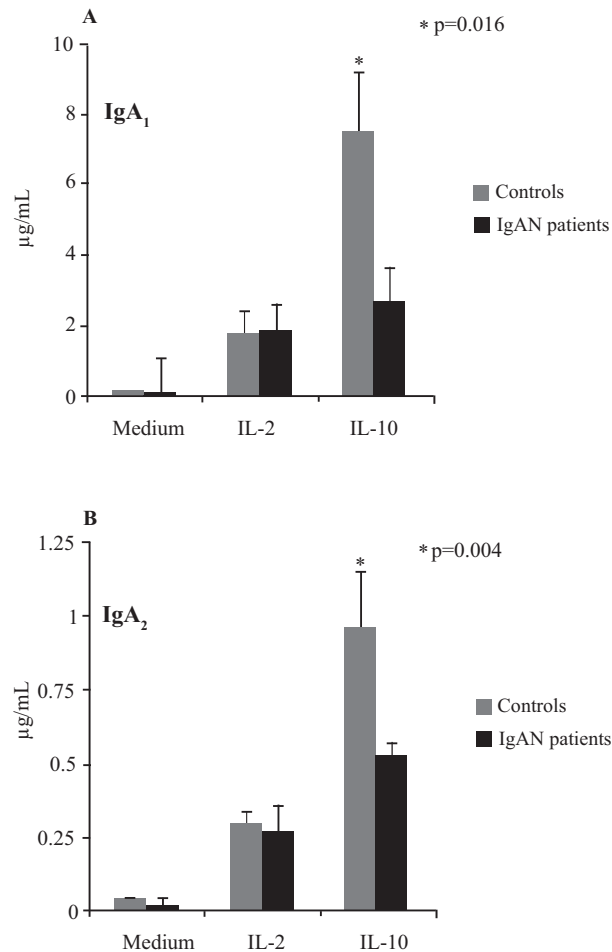 A
* p=0.016
10
*
IgA₁
8
6
4
2
0
µg/mL
Controls
IgAN patients
Medium IL-2 IL-10
B
* p=0.004
1.25
*
IgA₂
1
0.75
0.5
0.25
0
µg/mL
Controls
IgAN patients
Medium IL-2 IL-10